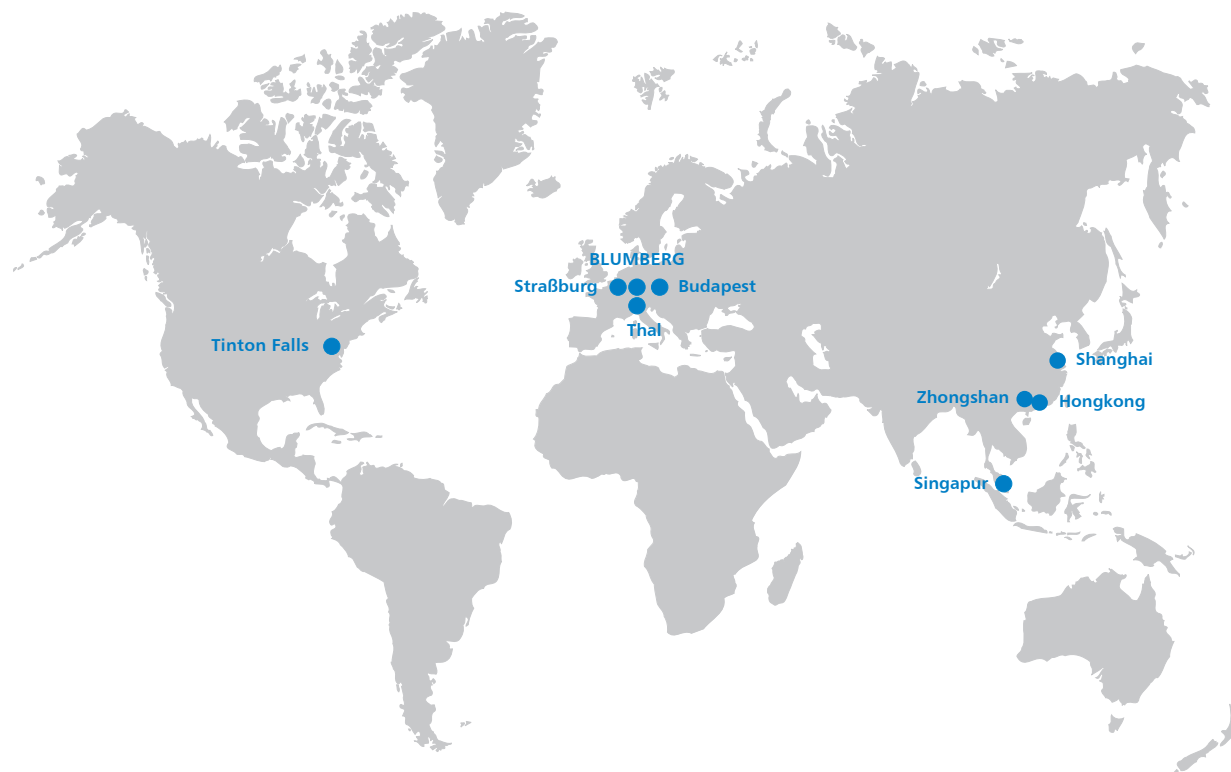 BLUMBERG
Straßburg
Budapest
Thal
Tinton Falls
Shanghai
Zhongshan
Hongkong
Singapur